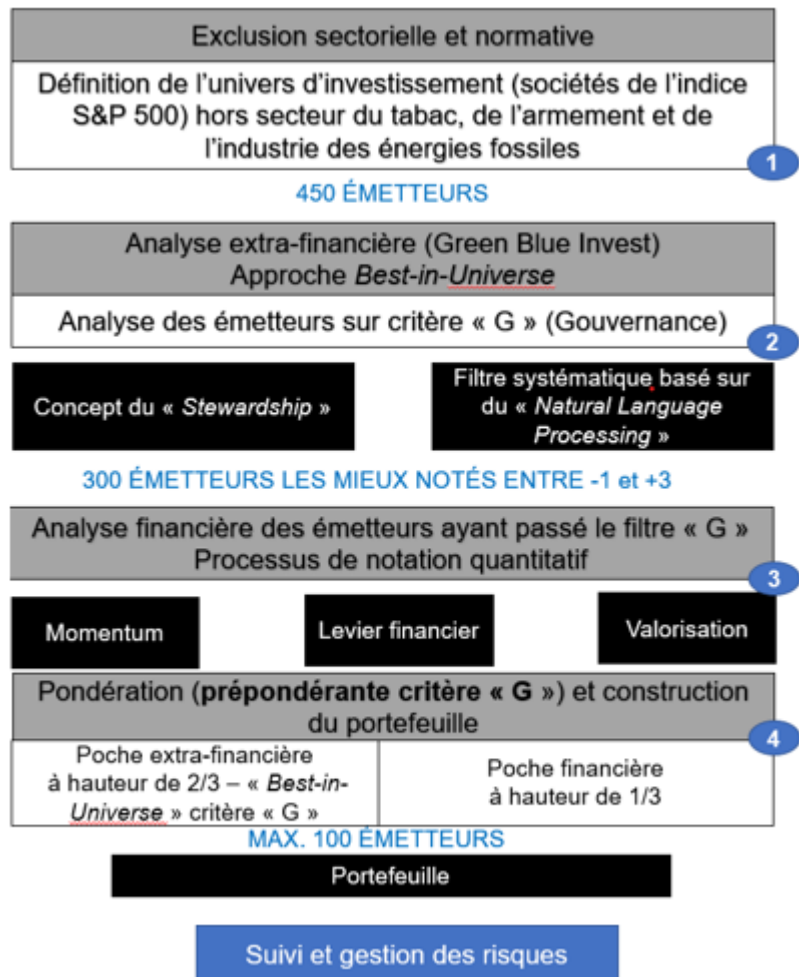 Exclusion sectorielle et normative
Définition de l'univers d'investissement (sociétés de l'indice
S&P 500) hors secteur du tabac, de l'armement et de
l'industrie des énergies fossiles
1
450 ÉMETTEURS
Analyse extra-financière (Green Blue Invest)
Approche Best-in-Universe
Analyse des émetteurs sur critère « G » (Gouvernance)
2
Concept du « Stewardship »
Filtre systématique basé sur
du « Natural Language
Processing »
300 ÉMETTEURS LES MIEUX NOTÉS ENTRE -1 et +3
Analyse financière des émetteurs ayant passé le filtre « G »
Processus de notation quantitatif
3
Momentum
Levier financier
Valorisation
Pondération (prépondérante critère « G ») et construction
du portefeuille
4
Poche extra-financière
à hauteur de 2/3 – « Best-in-
Universe » critère « G »
Poche financière
à hauteur de 1/3
MAX. 100 ÉMETTEURS
Portefeuille
Suivi et gestion des risques